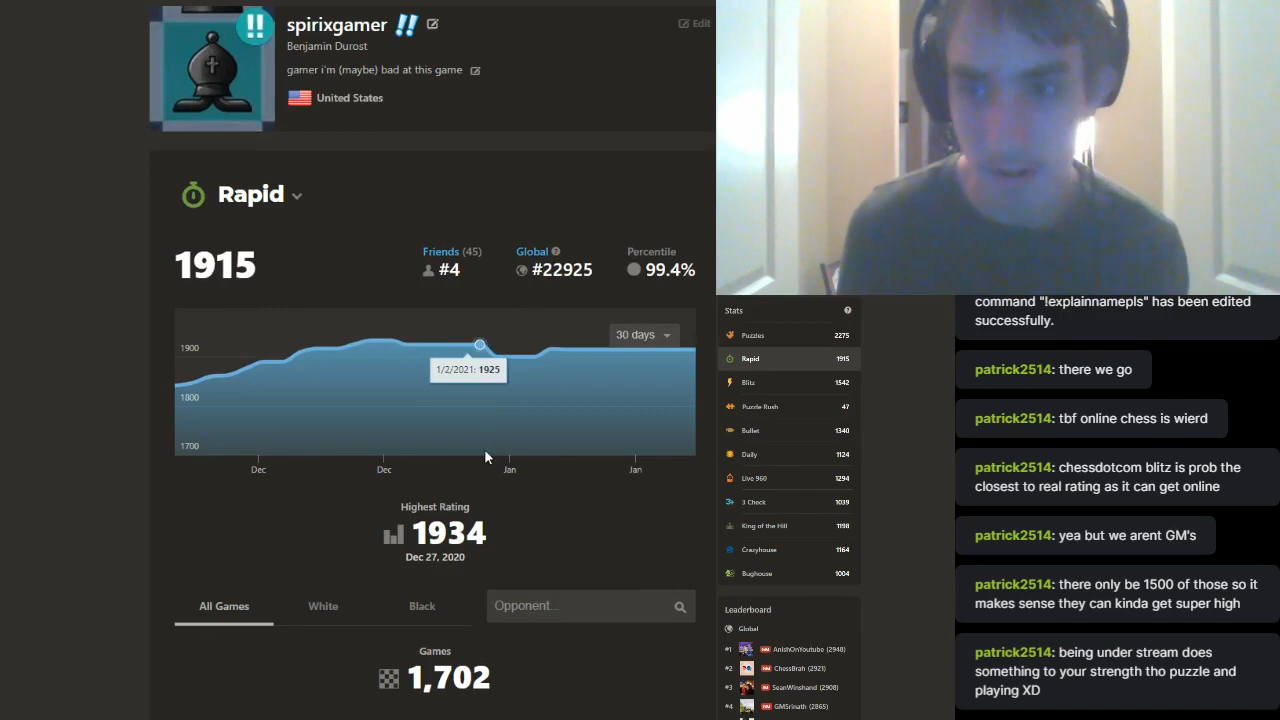 spirixgamer
Edit
Benjamin Durost
gamer i'm (maybe) bad at this game
United States
Rapid
1915
Friends (45)
#4
Global
#22925
Percentile
99.4%
30 days
1900
1800
1700
1/2/2021: 1925
Dec
Dec
Jan
Jan
Highest Rating
1934
Dec 27, 2020
All Games
White
Black
Opponent...
Games
1,702
Stats
Puzzles 2275
Rapid 1915
Blitz 1542
Puzzle Rush 47
Bullet 1340
Daily 1124
Live 960 1294
3 Check 1039
King of the Hill 1198
Crazyhouse 1164
Bughouse 1004
Leaderboard
Global
#1 AnishOnYoutube (2948)
#2 ChessBrah (2921)
#3 SeanWinshand (2908)
#4 GMSrinath (2865)
command "!explainnamepls" has been edited
successfully.
patrick2514: there we go
patrick2514: tbf online chess is wierd
patrick2514: chessdotcom blitz is prob the
closest to real rating as it can get online
patrick2514: yea but we arent GM's
patrick2514: there only be 1500 of those so it
makes sense they can kinda get super high
patrick2514: being under stream does
something to your strength tho puzzle and
playing XD